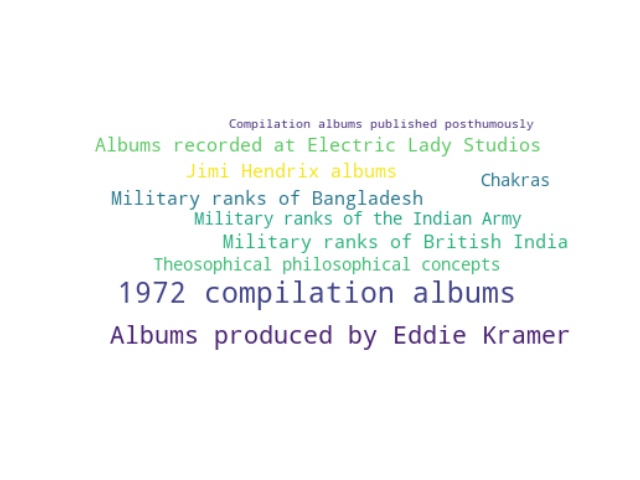 Compilation albums published posthumously
Albums recorded at Electric Lady Studios
Jimi Hendrix albums
Chakras
Military ranks of Bangladesh
Military ranks of the Indian Army
Military ranks of British India
Theosophical philosophical concepts
1972 compilation albums
Albums produced by Eddie Kramer